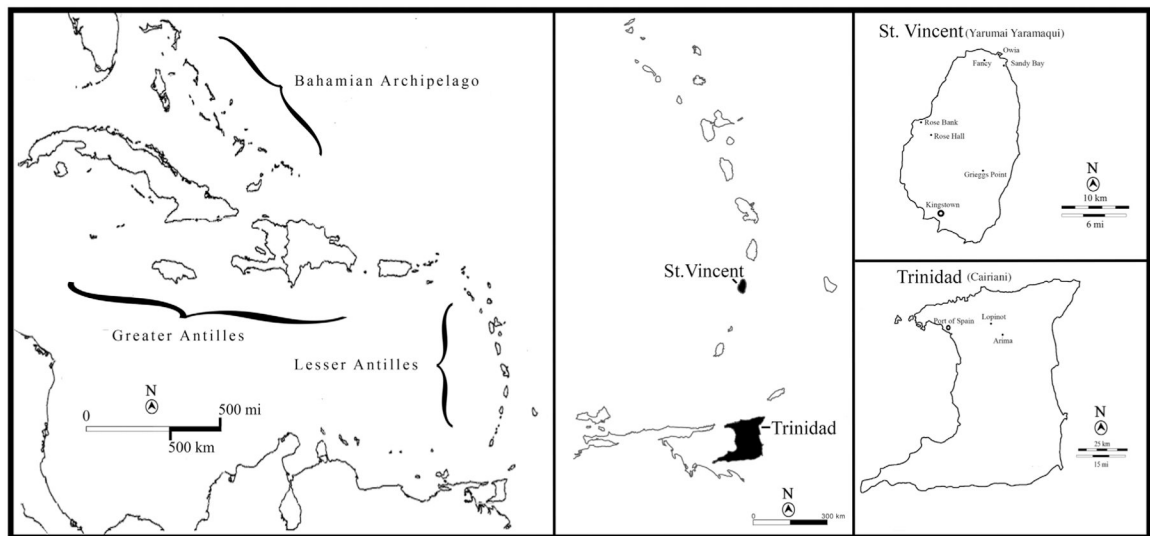 Bahamian Archipelago
Greater Antilles
Lesser Antilles
N
0
500 mi
500 km
St.Vincent
Trinidad
N
0
300 km
St. Vincent (Yarumai Yaramaqui)
Owia
Fancy
Sandy Bay
Rose Bank
Rose Hall
Grieggs Point
Kingstown
N
10 km
6 mi
Trinidad (Cairiani)
Port of Spain
Lopinot
Arima
N
25 km
15 mi